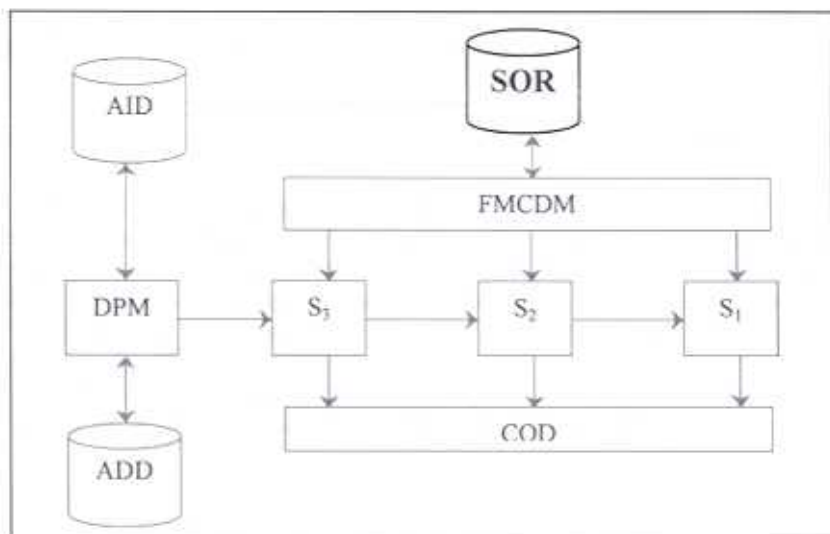 AID
SOR
FMCDM
DPM
S₃
S₂
S₁
COD
ADD